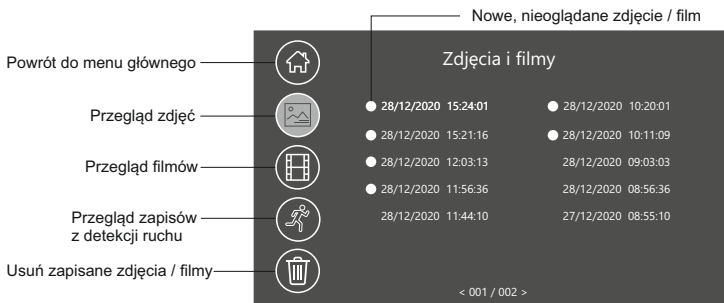 Nowe, nieoglądane zdjęcie / film
Powrót do menu głównego
Przegląd zdjęć
Przegląd filmów
Przegląd zapisów
z detekcji ruchu
Usuń zapisane zdjęcia / filmy
Zdjęcia i filmy
28/12/2020 15:24:01
28/12/2020 15:21:16
28/12/2020 12:03:13
28/12/2020 11:56:36
28/12/2020 11:44:10
28/12/2020 10:20:01
28/12/2020 10:11:09
28/12/2020 09:03:03
28/12/2020 08:56:36
27/12/2020 08:55:10
< 001 / 002 >